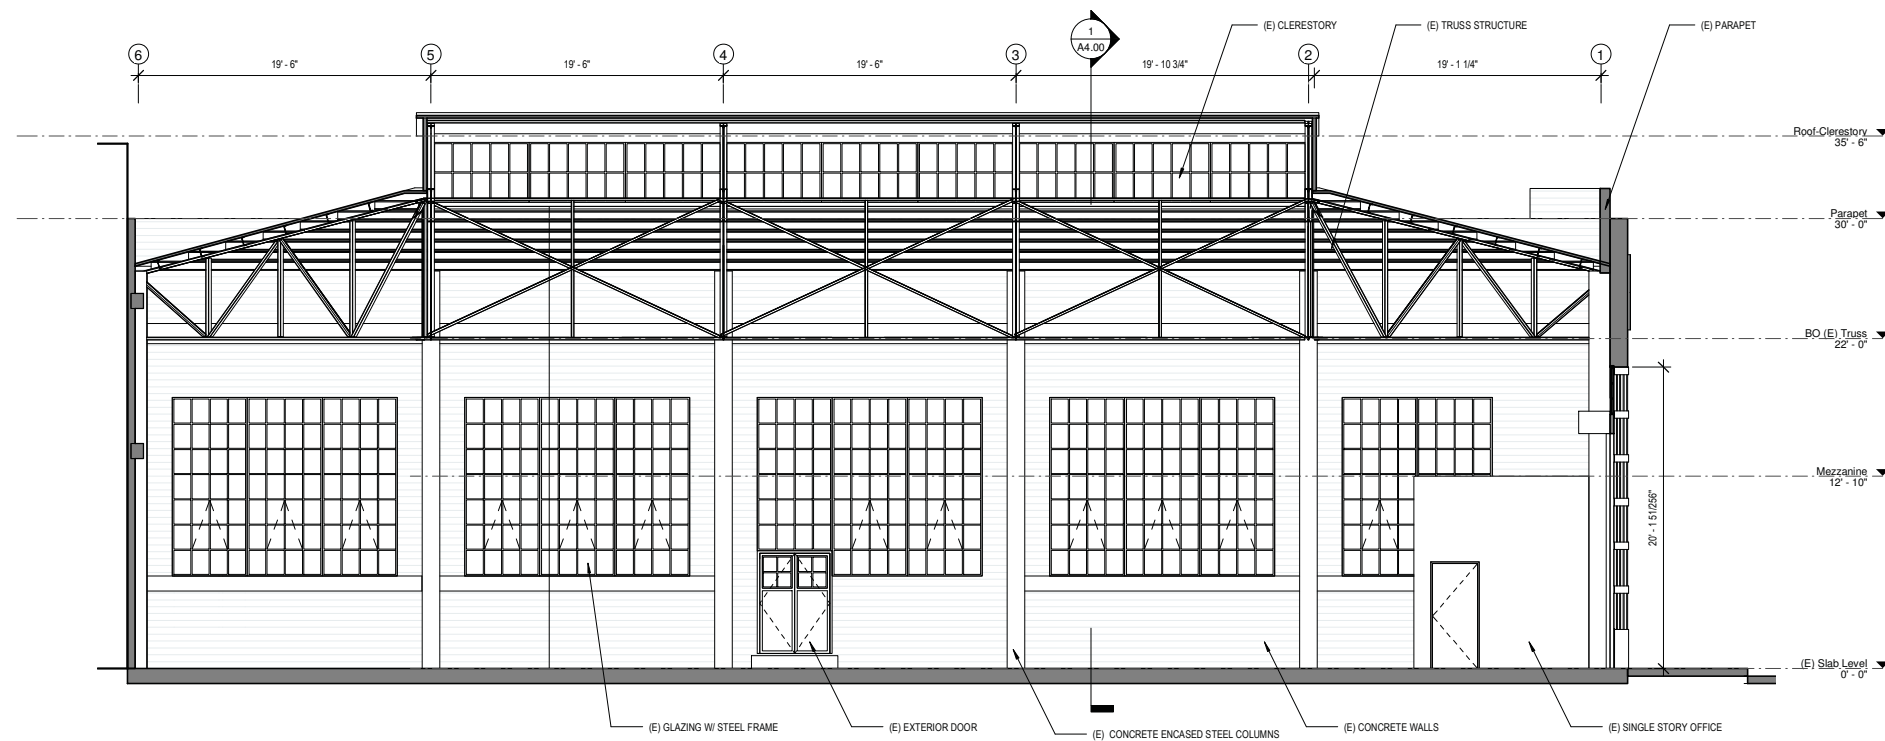 (E) CLERESTORY
(E) TRUSS STRUCTURE
(E) PARAPET
1
A4.00
6
5
4
3
2
1
19' - 6"
19' - 6"
19' - 6"
19' - 10 3/4"
19' - 1 1/4"
Roof-Clerestory
35' - 6"
Parapet
30' - 0"
BO (E) Truss
22' - 0"
Mezzanine
12' - 10"
20' - 1 51/256"
(E) Slab Level
0' - 0"
(E) GLAZING W/ STEEL FRAME
(E) EXTERIOR DOOR
(E) CONCRETE ENCASED STEEL COLUMNS
(E) CONCRETE WALLS
(E) SINGLE STORY OFFICE